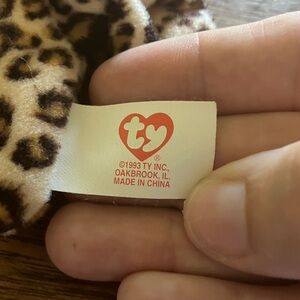 ty
®
©1993 TY INC.,
OAKBROOK, IL.
MADE IN CHINA